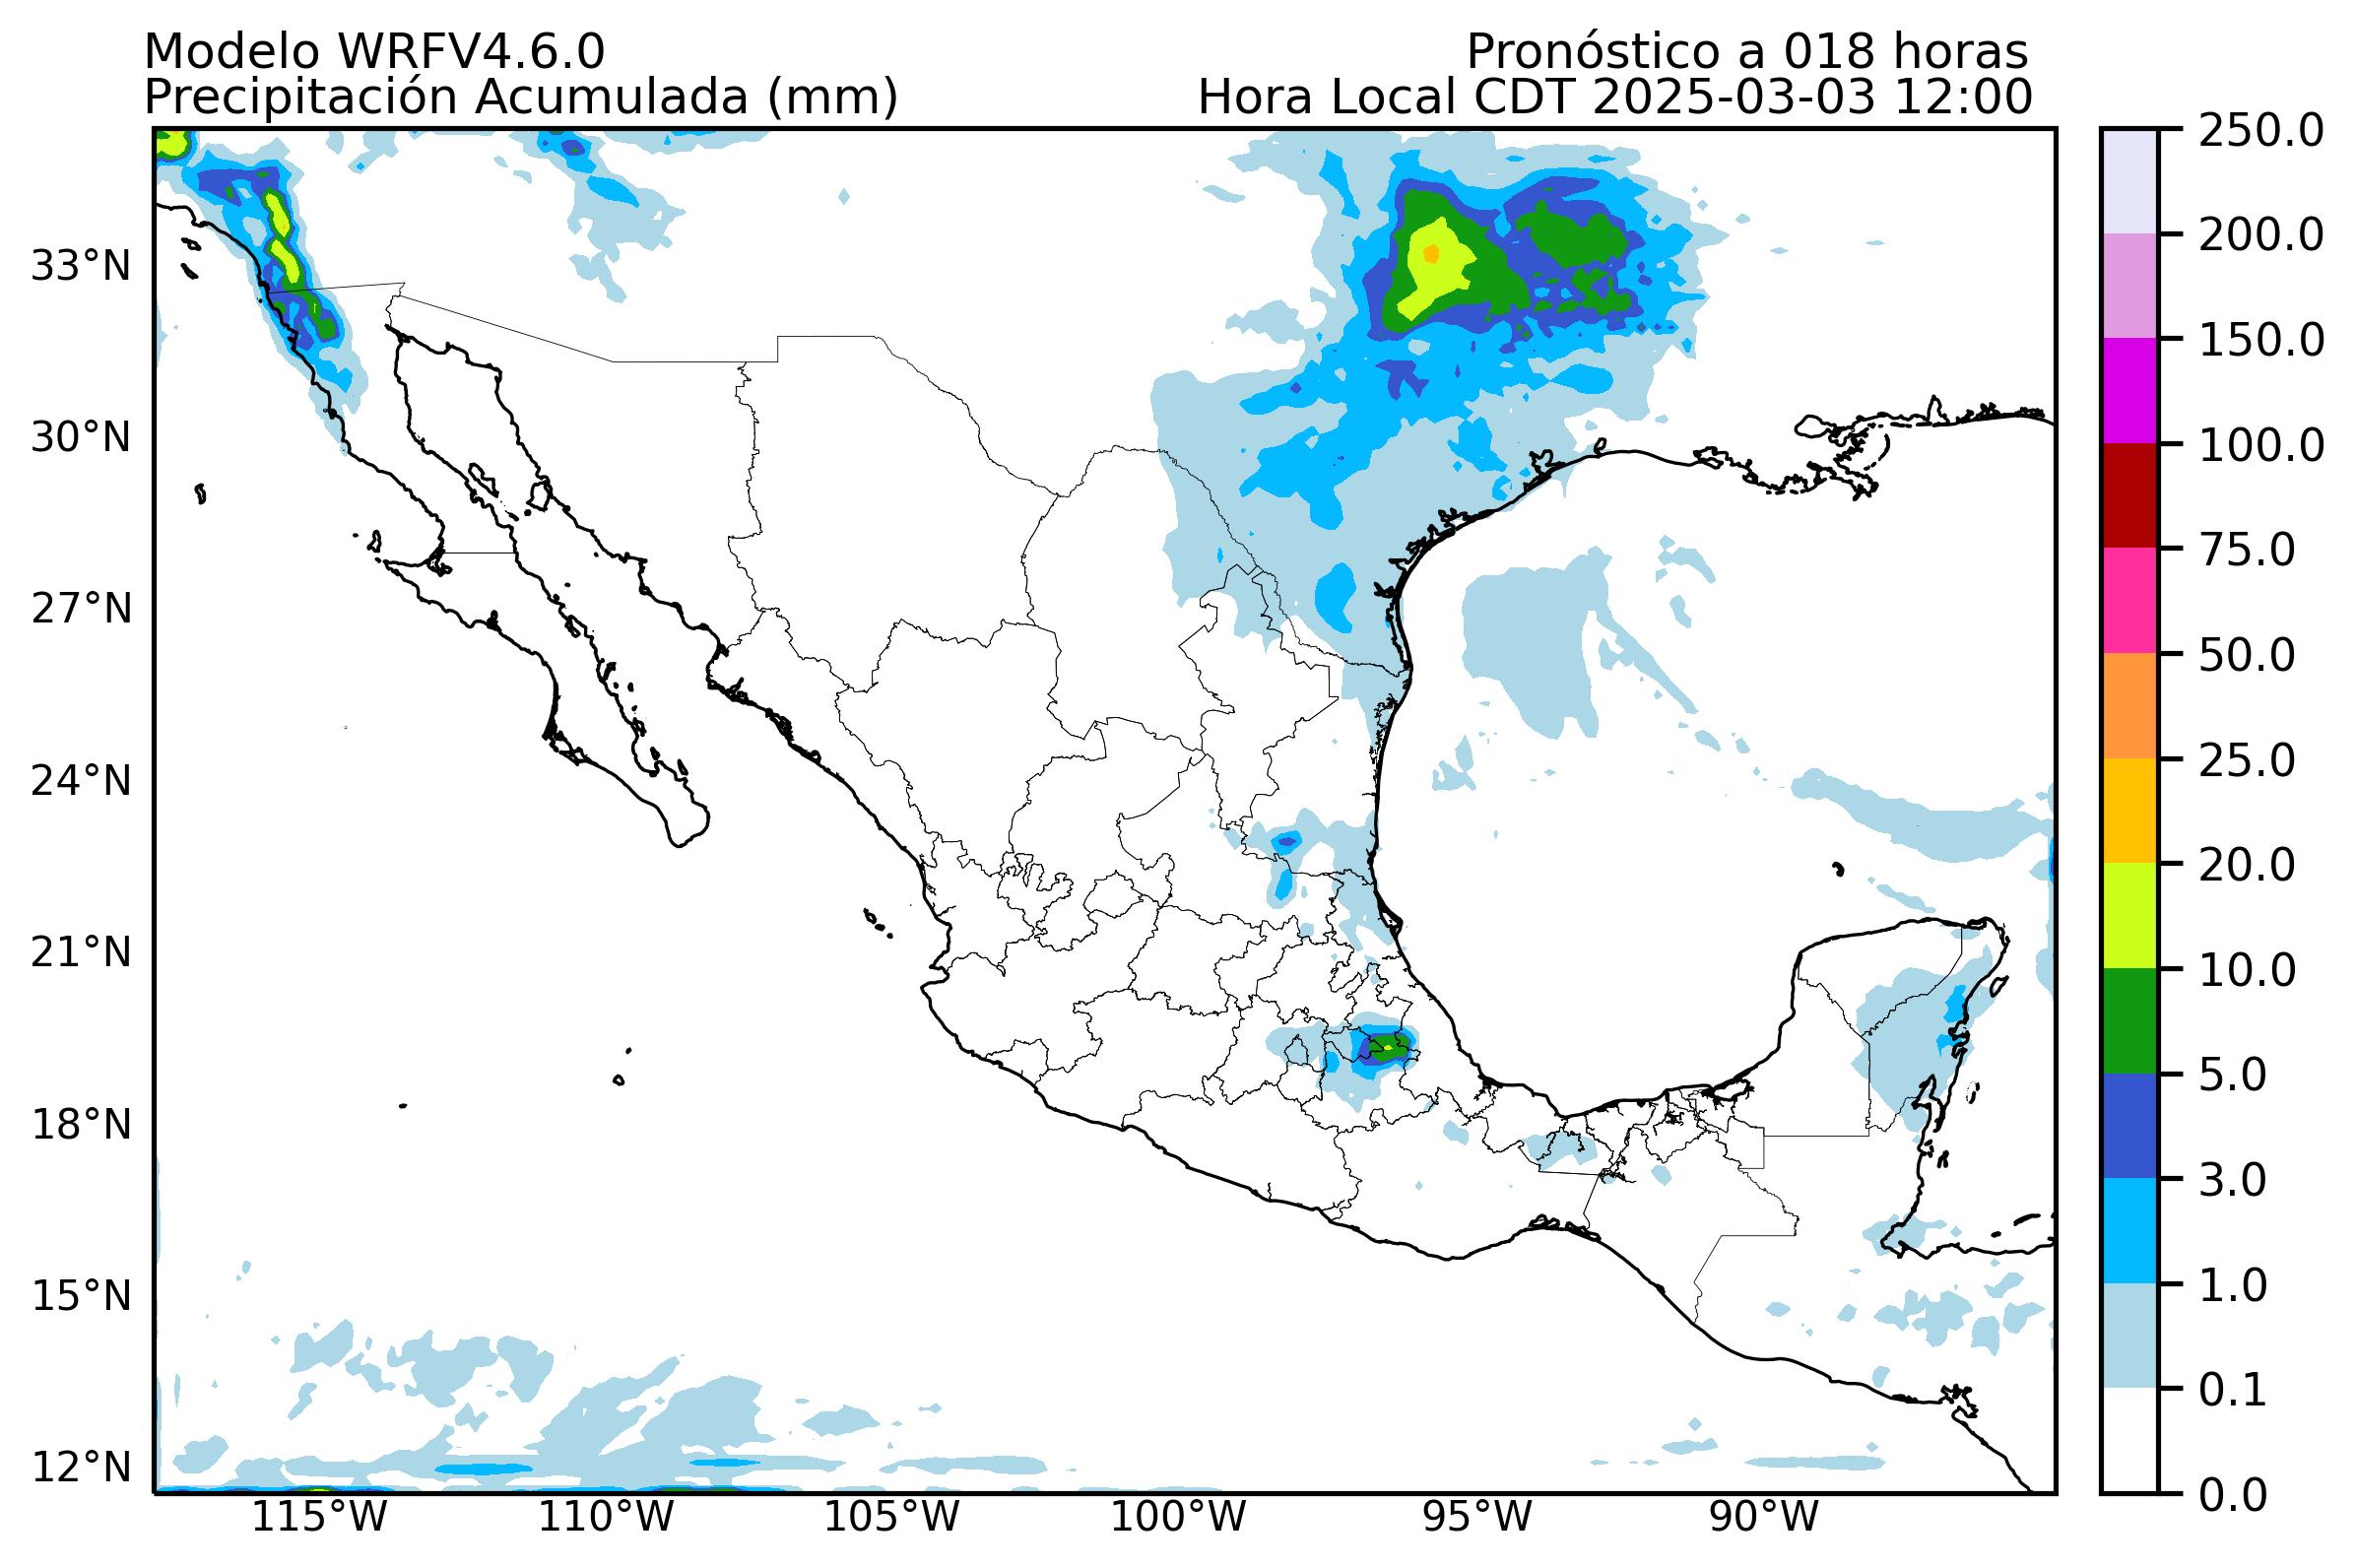 Modelo WRFV4.6.0
Pronóstico a 018 horas
Precipitación Acumulada (mm)
Hora Local CDT 2025-03-03 12:00
33°N
30°N
27°N
24°N
21°N
18°N
15°N
12°N
115°W
110°W
105°W
100°W
95°W
90°W
250.0
200.0
150.0
100.0
75.0
50.0
25.0
20.0
10.0
5.0
3.0
1.0
0.1
0.0